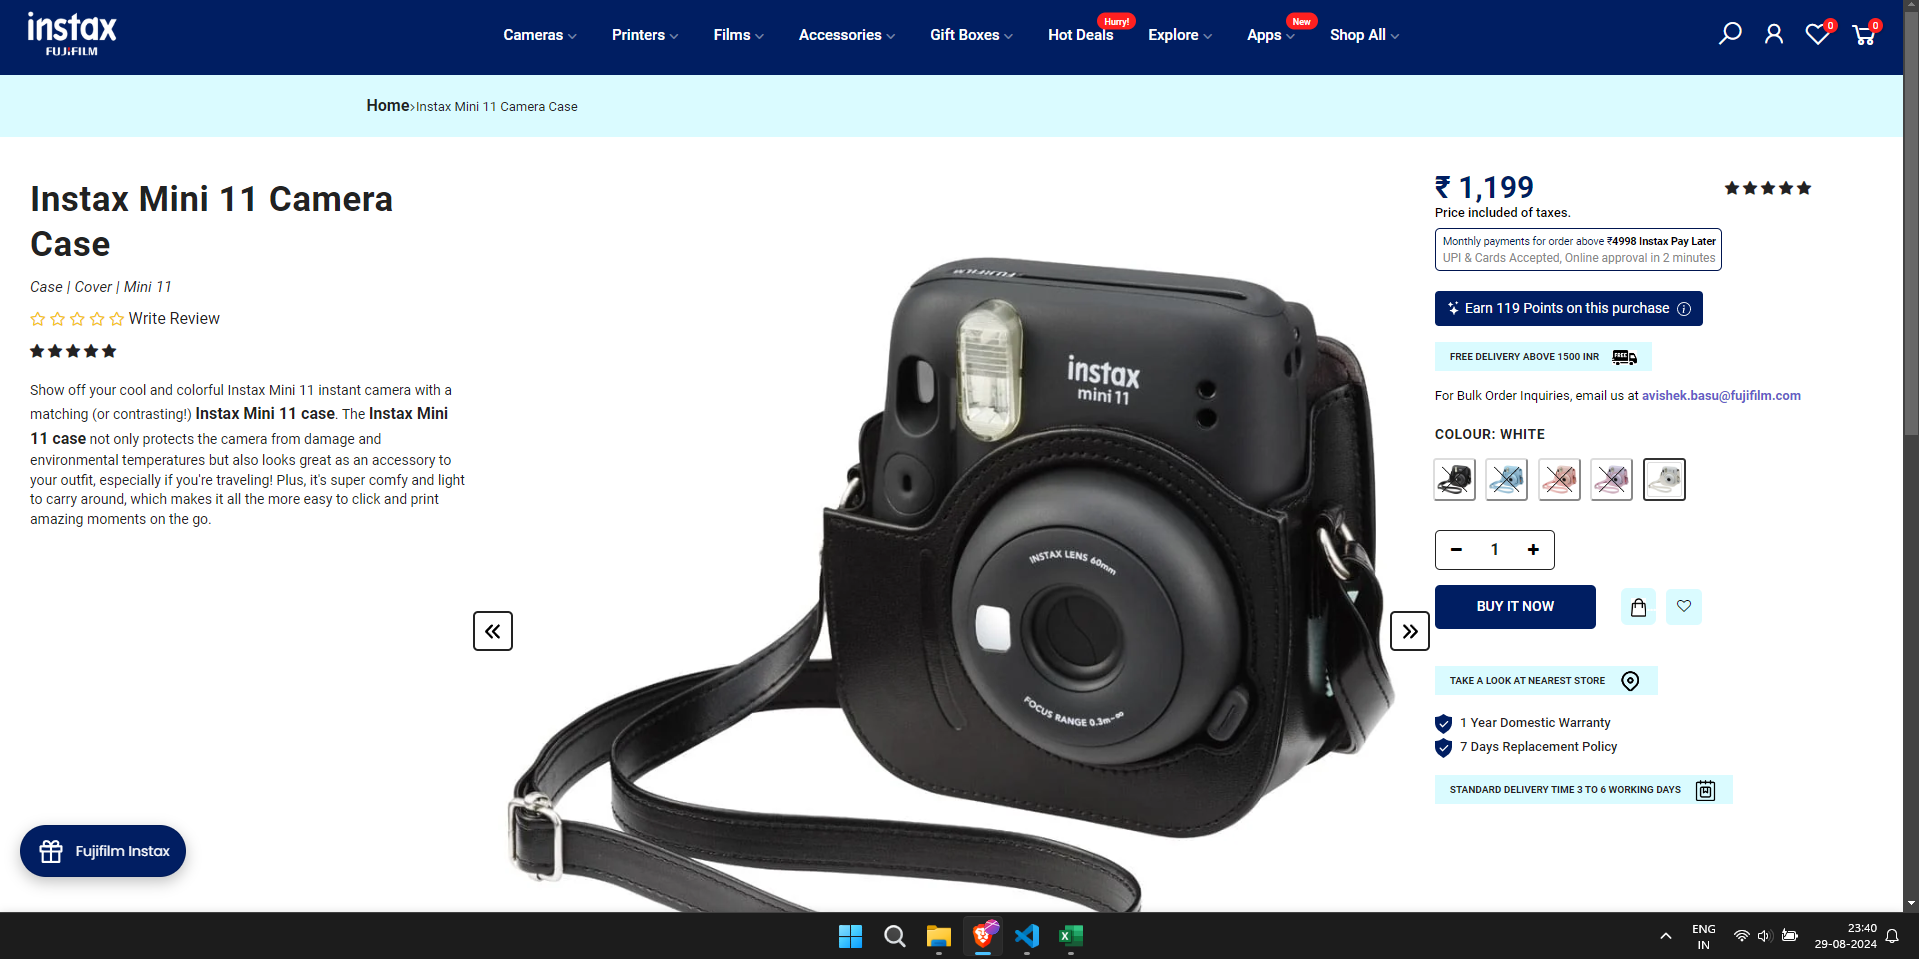 instax
FUJIFILM
Cameras
Printers
Films
Accessories
Gift Boxes
Hot Deals
Hurry!
Explore
Apps
New
Shop All
0
0
Home›Instax Mini 11 Camera Case
Instax Mini 11 Camera
Case
Case | Cover | Mini 11
Write Review
Show off your cool and colorful Instax Mini 11 instant camera with a
matching (or contrasting!) Instax Mini 11 case. The Instax Mini
11 case not only protects the camera from damage and
environmental temperatures but also looks great as an accessory to
your outfit, especially if you're traveling! Plus, it's super comfy and light
to carry around, which makes it all the more easy to click and print
amazing moments on the go.
FUJIFILM
instax
mini 11
INSTAX LENS 60mm
FOCUS RANGE 0.3m-∞
₹ 1,199
Price included of taxes.
Monthly payments for order above ₹4998 Instax Pay Later
UPI & Cards Accepted, Online approval in 2 minutes
Earn 119 Points on this purchase
FREE DELIVERY ABOVE 1500 INR
FREE
For Bulk Order Inquiries, email us at avishek.basu@fujifilm.com
COLOUR: WHITE
1
BUY IT NOW
TAKE A LOOK AT NEAREST STORE
1 Year Domestic Warranty
7 Days Replacement Policy
STANDARD DELIVERY TIME 3 TO 6 WORKING DAYS
Fujifilm Instax
ENG
IN
23:40
29-08-2024